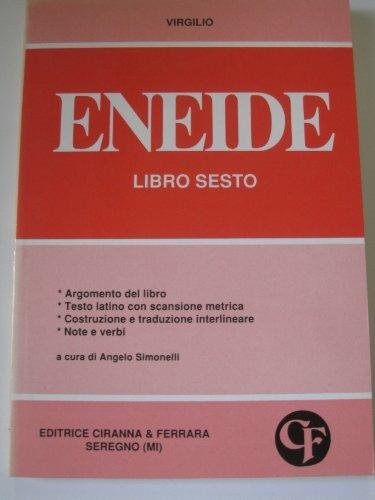 VIRGILIO
ENEIDE
LIBRO SESTO
* Argomento del libro
* Testo latino con scansione metrica
* Costruzione e traduzione interlineare
* Note e verbi
a cura di Angelo Simonelli
EDITRICE CIRANNA & FERRARA
SEREGNO (MI)
CF